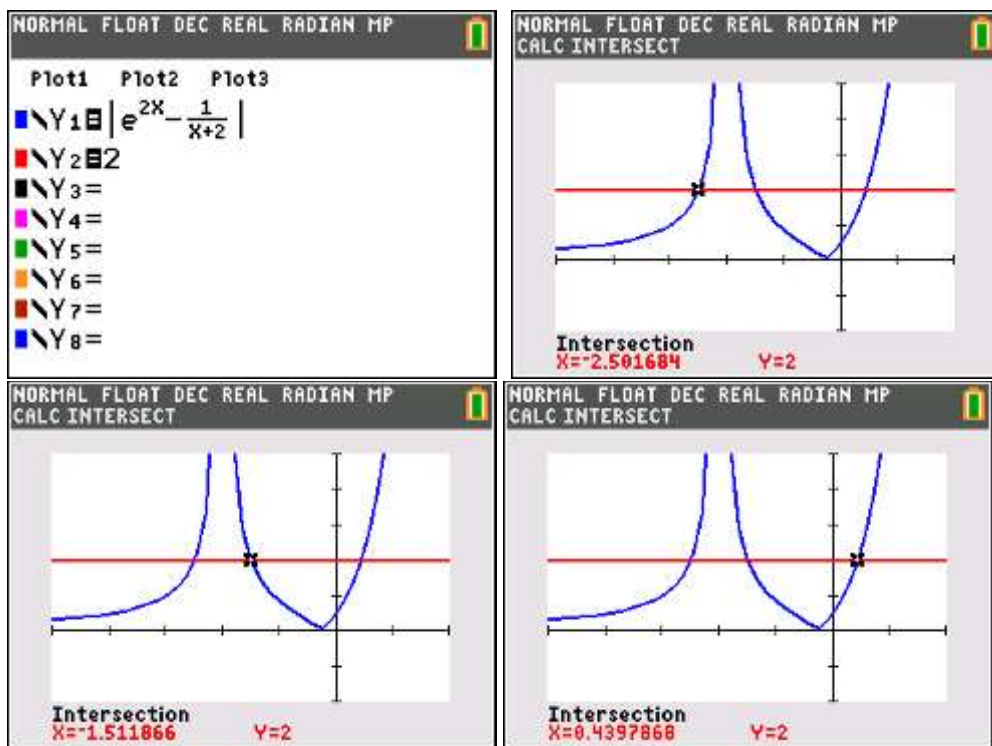 NORMAL FLOAT DEC REAL RADIAN MP
Plot1 Plot2 Plot3
\Y1=|e^2X-1/X+2|
\Y2=2
\Y3=
\Y4=
\Y5=
\Y6=
\Y7=
\Y8=
NORMAL FLOAT DEC REAL RADIAN MP
CALC INTERSECT
Intersection
X=-2.501684 Y=2
NORMAL FLOAT DEC REAL RADIAN MP
CALC INTERSECT
Intersection
X=-1.511866 Y=2
NORMAL FLOAT DEC REAL RADIAN MP
CALC INTERSECT
Intersection
X=0.4397868 Y=2